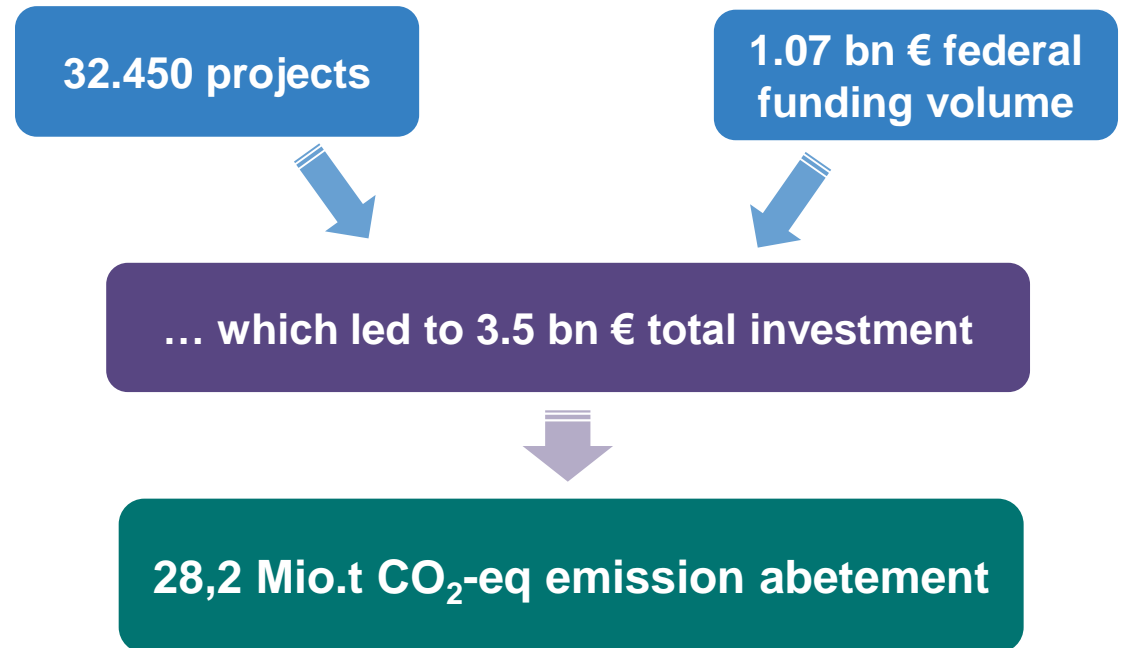 32.450 projects
1.07 bn € federal
funding volume
… which led to 3.5 bn € total investment
28,2 Mio.t CO₂-eq emission abetement